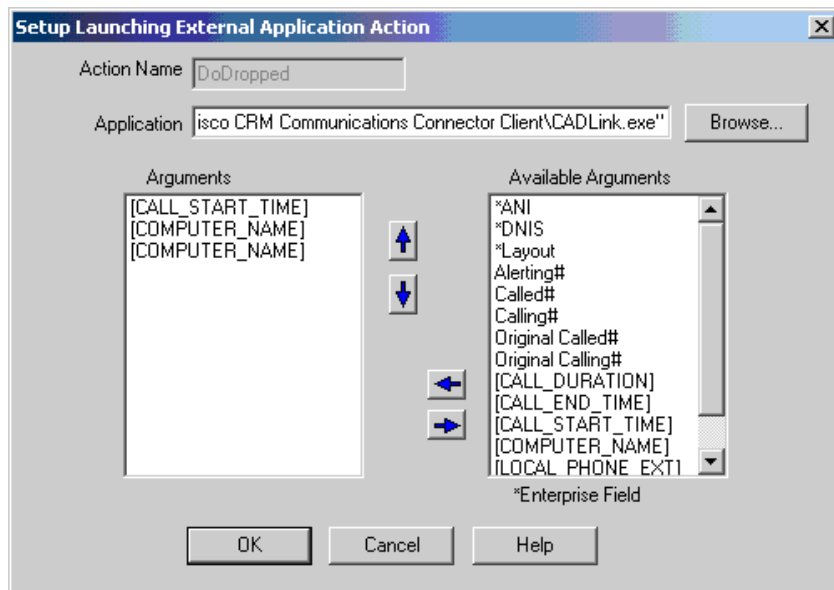 Setup Launching External Application Action
Action Name DoDropped
Application isco CRM Communications Connector Client\CADLink.exe" Browse...
Arguments
[CALL_START_TIME]
[COMPUTER_NAME]
[COMPUTER_NAME]
Available Arguments
*ANI
*DNIS
*Layout
Alerting#
Called#
Calling#
Original Called#
Original Calling#
[CALL_DURATION]
[CALL_END_TIME]
[CALL_START_TIME]
[COMPUTER_NAME]
[LOCAL_PHONE_EXT]
*Enterprise Field
OK Cancel Help